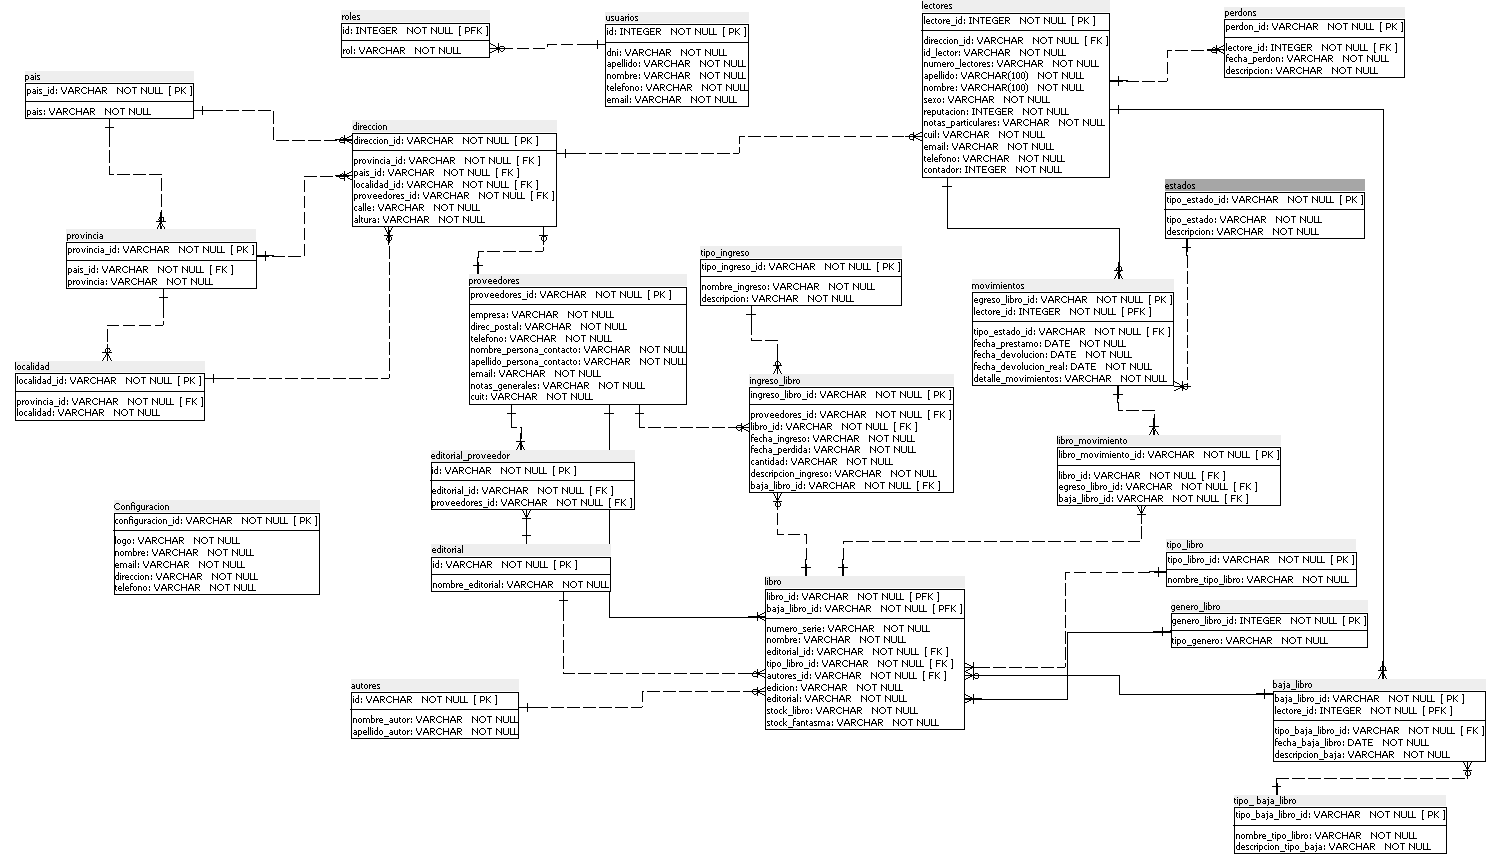 roles
id: INTEGER NOT NULL [ PFK ]
rol: VARCHAR NOT NULL
usuarios
id: INTEGER NOT NULL [ PK ]
dni: VARCHAR NOT NULL
apellido: VARCHAR NOT NULL
nombre: VARCHAR NOT NULL
telefono: VARCHAR NOT NULL
email: VARCHAR NOT NULL
lectores
lectore_id: INTEGER NOT NULL [ PK ]
direccion_id: VARCHAR NOT NULL [ FK ]
id_lector: VARCHAR NOT NULL
numero_lectores: VARCHAR NOT NULL
apellido: VARCHAR(100) NOT NULL
nombre: VARCHAR(100) NOT NULL
sexo: VARCHAR NOT NULL
reputacion: INTEGER NOT NULL
notas_particulares: VARCHAR NOT NULL
cuil: VARCHAR NOT NULL
email: VARCHAR NOT NULL
telefono: VARCHAR NOT NULL
contador: INTEGER NOT NULL
perdons
perdon_id: VARCHAR NOT NULL [ PK ]
lectore_id: INTEGER NOT NULL [ FK ]
fecha_perdon: VARCHAR NOT NULL
descripcion: VARCHAR NOT NULL
pais
pais_id: VARCHAR NOT NULL [ PK ]
pais: VARCHAR NOT NULL
direccion
direccion_id: VARCHAR NOT NULL [ PK ]
provincia_id: VARCHAR NOT NULL [ FK ]
pais_id: VARCHAR NOT NULL [ FK ]
localidad_id: VARCHAR NOT NULL [ FK ]
proveedores_id: VARCHAR NOT NULL [ FK ]
calle: VARCHAR NOT NULL
altura: VARCHAR NOT NULL
estados
tipo_estado_id: VARCHAR NOT NULL [ PK ]
tipo_estado: VARCHAR NOT NULL
descripcion: VARCHAR NOT NULL
provincia
provincia_id: VARCHAR NOT NULL [ PK ]
pais_id: VARCHAR NOT NULL [ FK ]
provincia: VARCHAR NOT NULL
tipo_ingreso
tipo_ingreso_id: VARCHAR NOT NULL [ PK ]
nombre_ingreso: VARCHAR NOT NULL
descripcion: VARCHAR NOT NULL
proveedores
proveedores_id: VARCHAR NOT NULL [ PK ]
empresa: VARCHAR NOT NULL
direc_postal: VARCHAR NOT NULL
telefono: VARCHAR NOT NULL
nombre_persona_contacto: VARCHAR NOT NULL
apellido_persona_contacto: VARCHAR NOT NULL
email: VARCHAR NOT NULL
notas_generales: VARCHAR NOT NULL
cuit: VARCHAR NOT NULL
movimientos
egreso_libro_id: VARCHAR NOT NULL [ PK ]
lectore_id: INTEGER NOT NULL [ PFK ]
tipo_estado_id: VARCHAR NOT NULL [ FK ]
fecha_prestamo: DATE NOT NULL
fecha_devolucion: DATE NOT NULL
fecha_devolucion_real: DATE NOT NULL
detalle_movimientos: VARCHAR NOT NULL
localidad
localidad_id: VARCHAR NOT NULL [ PK ]
provincia_id: VARCHAR NOT NULL [ FK ]
localidad: VARCHAR NOT NULL
ingreso_libro
ingreso_libro_id: VARCHAR NOT NULL [ PK ]
proveedores_id: VARCHAR NOT NULL [ FK ]
libro_id: VARCHAR NOT NULL [ FK ]
fecha_ingreso: VARCHAR NOT NULL
fecha_perdida: VARCHAR NOT NULL
cantidad: VARCHAR NOT NULL
descripcion_ingreso: VARCHAR NOT NULL
baja_libro_id: VARCHAR NOT NULL [ FK ]
libro_movimiento
libro_movimiento_id: VARCHAR NOT NULL [ PK ]
libro_id: VARCHAR NOT NULL [ FK ]
egreso_libro_id: VARCHAR NOT NULL [ FK ]
baja_libro_id: VARCHAR NOT NULL [ FK ]
editorial_proveedor
id: VARCHAR NOT NULL [ PK ]
editorial_id: VARCHAR NOT NULL [ FK ]
proveedores_id: VARCHAR NOT NULL [ FK ]
Configuracion
configuracion_id: VARCHAR NOT NULL [ PK ]
logo: VARCHAR NOT NULL
nombre: VARCHAR NOT NULL
email: VARCHAR NOT NULL
direccion: VARCHAR NOT NULL
telefono: VARCHAR NOT NULL
editorial
id: VARCHAR NOT NULL [ PK ]
nombre_editorial: VARCHAR NOT NULL
tipo_libro
tipo_libro_id: VARCHAR NOT NULL [ PK ]
nombre_tipo_libro: VARCHAR NOT NULL
libro
libro_id: VARCHAR NOT NULL [ PFK ]
baja_libro_id: VARCHAR NOT NULL [ PFK ]
numero_serie: VARCHAR NOT NULL
nombre: VARCHAR NOT NULL
editorial_id: VARCHAR NOT NULL [ FK ]
tipo_libro_id: VARCHAR NOT NULL [ FK ]
autores_id: VARCHAR NOT NULL [ FK ]
edicion: VARCHAR NOT NULL
editorial: VARCHAR NOT NULL
stock_libro: VARCHAR NOT NULL
stock_fantasma: VARCHAR NOT NULL
genero_libro
genero_libro_id: INTEGER NOT NULL [ PK ]
tipo_genero: VARCHAR NOT NULL
autores
id: VARCHAR NOT NULL [ PK ]
nombre_autor: VARCHAR NOT NULL
apellido_autor: VARCHAR NOT NULL
baja_libro
baja_libro_id: VARCHAR NOT NULL [ PK ]
lectore_id: INTEGER NOT NULL [ PFK ]
tipo_baja_libro_id: VARCHAR NOT NULL [ FK ]
fecha_baja_libro: DATE NOT NULL
descripcion_baja: VARCHAR NOT NULL
tipo_baja_libro
tipo_baja_libro_id: VARCHAR NOT NULL [ PK ]
nombre_tipo_libro: VARCHAR NOT NULL
descripcion_tipo_baja: VARCHAR NOT NULL